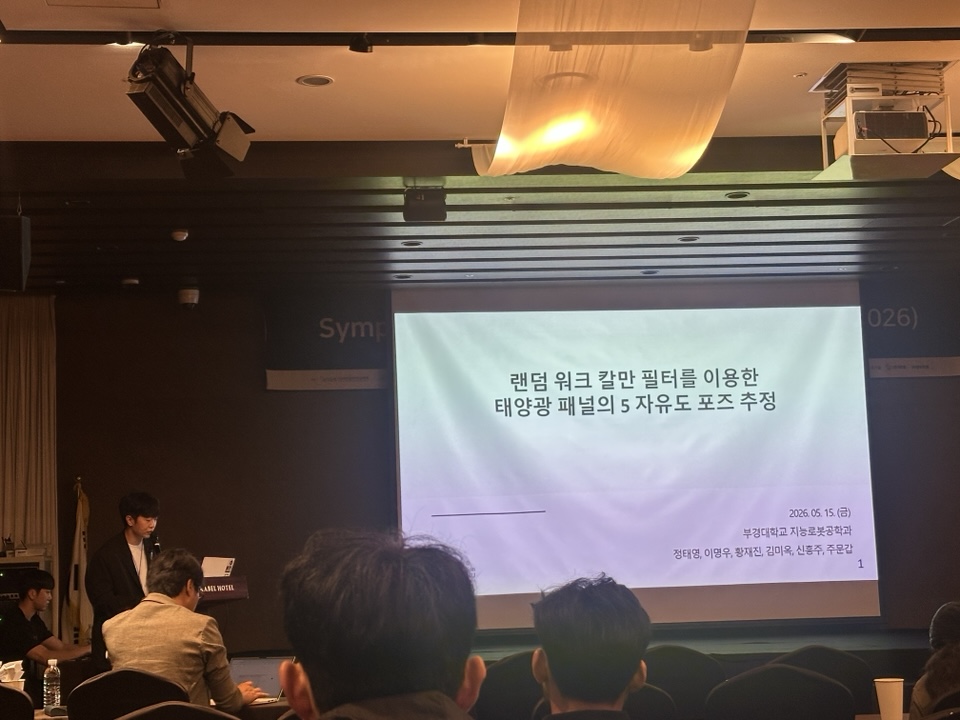 Symp
026)
랜덤 워크 칼만 필터를 이용한
태양광 패널의 5 자유도 포즈 추정
2026. 05. 15. (금)
부경대학교 지능로봇공학과
정태영, 이명우, 황재진, 김미옥, 신홍주, 주문갑
1
HOTEL